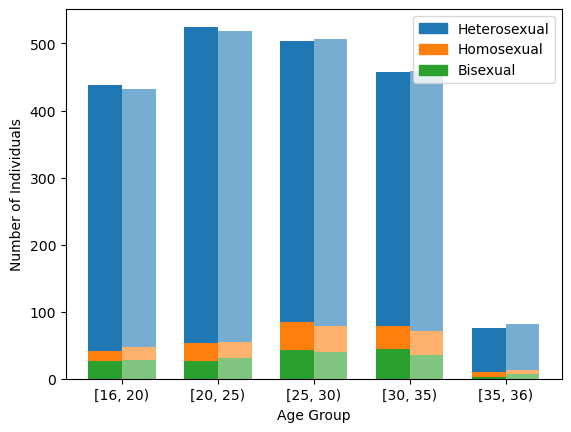 Number of Individuals
500
400
300
200
100
0
Heterosexual
Homosexual
Bisexual
[16, 20)
[20, 25)
[25, 30)
[30, 35)
[35, 36)
Age Group